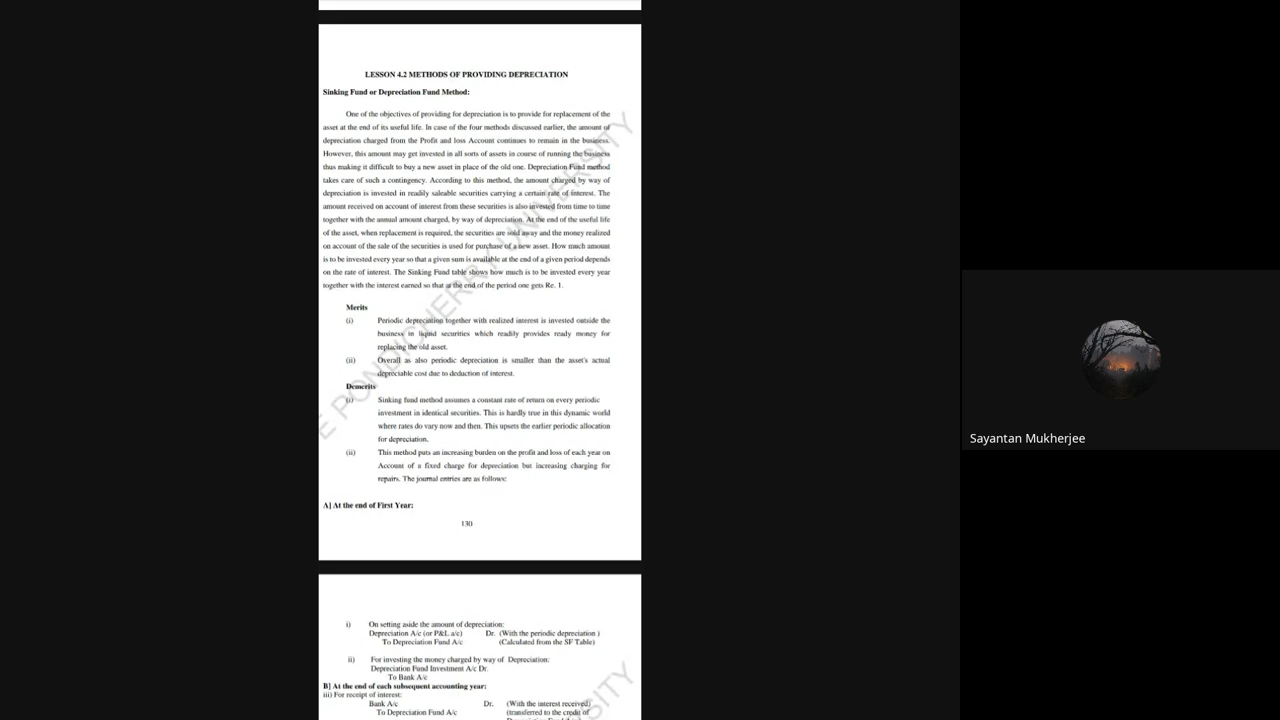 LESSON 4.2 METHODS OF PROVIDING DEPRECIATION
Sinking Fund or Depreciation Fund Method:
One of the objectives of providing for depreciation is to provide for replacement of the
asset at the end of its useful life. In case of the four methods discussed earlier, the amount of
depreciation charged from the Profit and loss Account continues to remain in the business.
However, this amount may get invested in all sorts of assets in course of running the business
thus making it difficult to buy a new asset in place of the old one. Depreciation Fund method
takes care of such a contingency. According to this method, the amount charged by way of
depreciation is invested in readily saleable securities carrying a certain rate of interest. The
amount received on account of interest from these securities is also invested from time to time
together with the annual amount charged, by way of depreciation. At the end of the useful life
of the asset, when replacement is required, the securities are sold away and the money realized
on account of the sale of the securities is used for purchase of a new asset. How much amount
is to be invested every year so that a given sum is available at the end of a given period depends
on the rate of interest. The Sinking Fund table shows how much is to be invested every year
together with the interest earned so that at the end of the period one gets Re. 1.
Merits
(i) Periodic depreciation together with realized interest is invested outside the
business in liquid securities which readily provides ready money for
replacing the old asset.
(ii) Overall as also periodic depreciation is smaller than the asset's actual
depreciable cost due to deduction of interest.
Demerits
(i) Sinking fund method assumes a constant rate of return on every periodic
investment in identical securities. This is hardly true in this dynamic world
where rates do vary now and then. This upsets the earlier periodic allocation
for depreciation.
(ii) This method puts an increasing burden on the profit and loss of each year on
Account of a fixed charge for depreciation but increasing charging for
repairs. The journal entries are as follows:
A] At the end of First Year:
130
i) On setting aside the amount of depreciation:
Depreciation A/c (or P&L a/c) Dr. (With the periodic depreciation )
To Depreciation Fund A/c (Calculated from the SF Table)
ii) For investing the money charged by way of Depreciation:
Depreciation Fund Investment A/c Dr.
To Bank A/c
B] At the end of each subsequent accounting year:
iii) For receipt of interest:
Bank A/c Dr. (With the interest received)
To Depreciation Fund A/c (transferred to the credit of
E PONDICHERRY UNIVERSITY
SITY
Sayantan Mukherjee